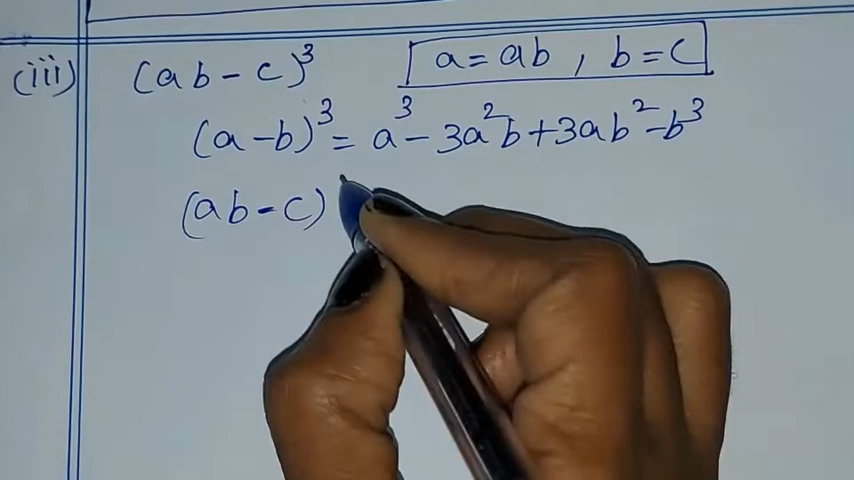 (iii) (ab - c)³ a = ab , b = c
(a - b)³ = a³ - 3a²b + 3ab² - b³
(ab - c)